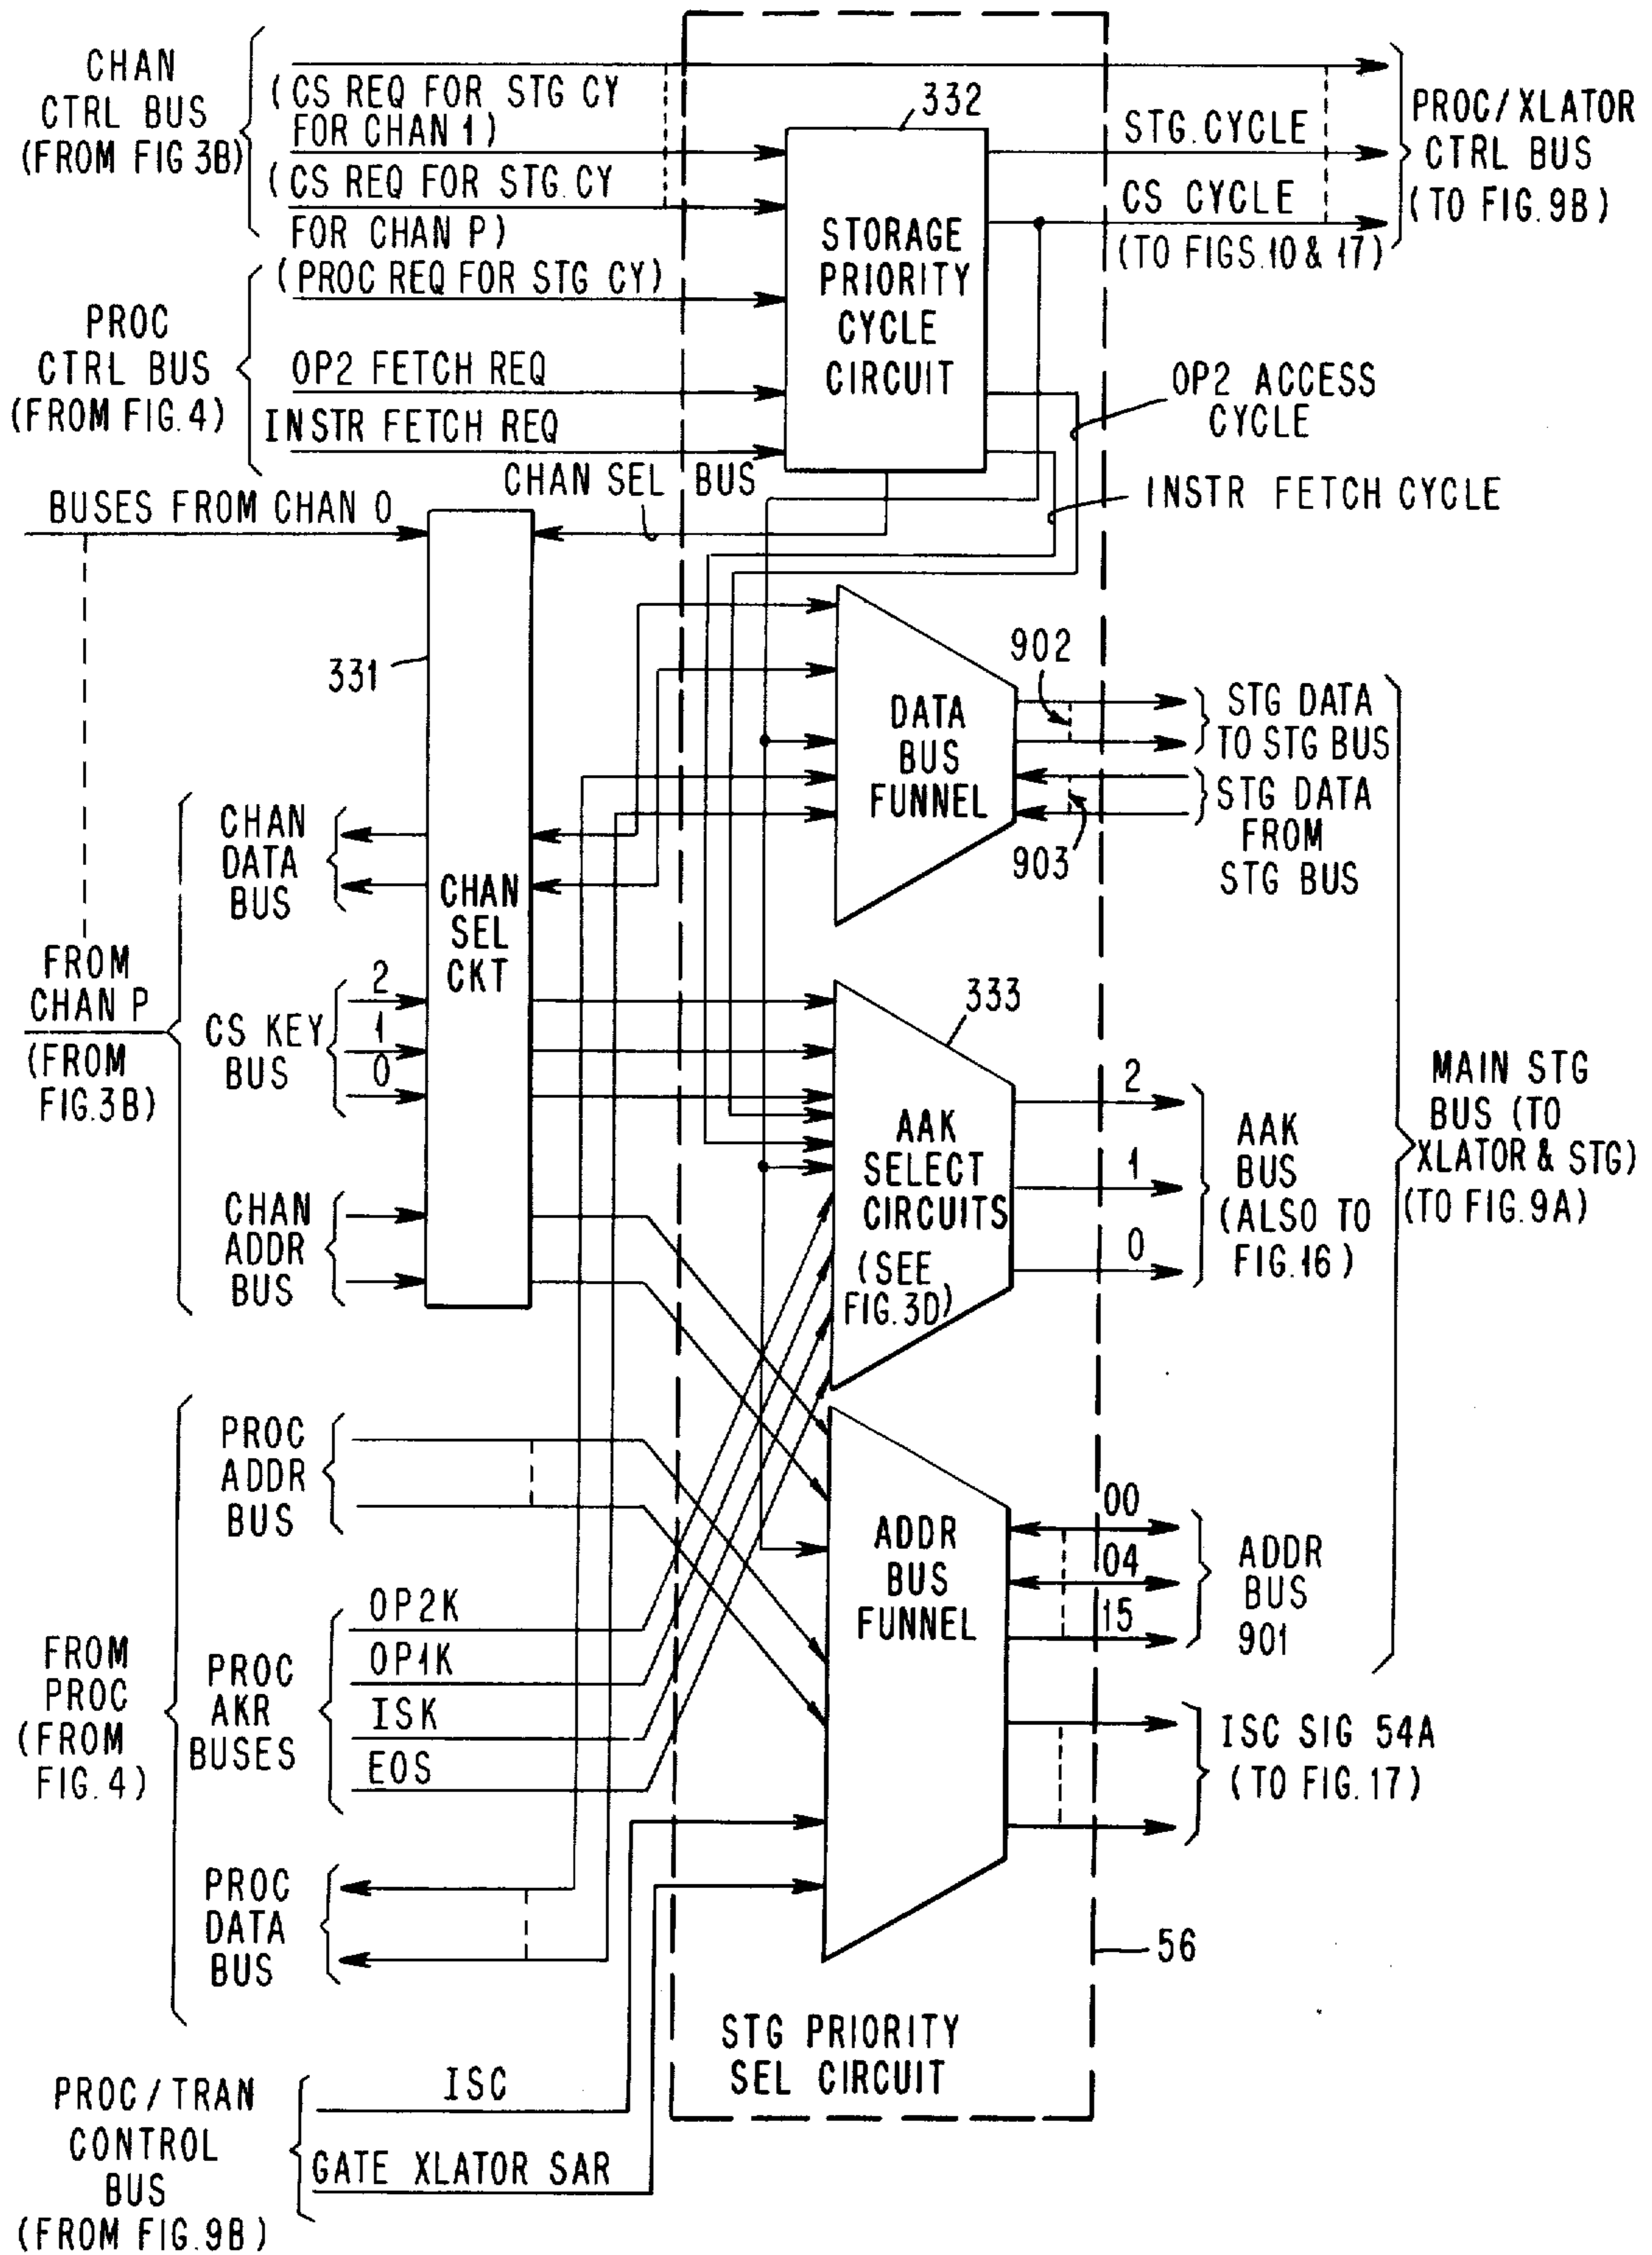 CHAN
CTRL BUS
(FROM FIG 3B)
(CS REQ FOR STG CY
FOR CHAN 1)
(CS REQ FOR STG. CY
FOR CHAN P)
(PROC REQ FOR STG CY)
PROC
CTRL BUS
(FROM FIG.4)
OP2 FETCH REQ
INSTR FETCH REQ
332
STORAGE
PRIORITY
CYCLE
CIRCUIT
STG. CYCLE
CS CYCLE
(TO FIGS.10 & 17)
PROC/XLATOR
CTRL BUS
(TO FIG.9B)
OP2 ACCESS
CYCLE
INSTR FETCH CYCLE
CHAN SEL BUS
BUSES FROM CHAN 0
331
CHAN
SEL
CKT
DATA
BUS
FUNNEL
902
903
STG DATA
TO STG BUS
STG DATA
FROM
STG BUS
CHAN
DATA
BUS
FROM
CHAN P
(FROM
FIG.3B)
CS KEY
BUS
2
1
0
CHAN
ADDR
BUS
333
AAK
SELECT
CIRCUITS
(SEE
FIG.3D)
2
1
0
AAK
BUS
(ALSO TO
FIG.16)
MAIN STG
BUS (TO
XLATOR & STG)
(TO FIG.9A)
PROC
ADDR
BUS
ADDR
BUS
FUNNEL
00
04
15
ADDR
BUS
901
FROM
PROC
(FROM
FIG.4)
PROC
AKR
BUSES
OP2K
OP1K
ISK
EOS
ISC SIG 54A
(TO FIG.17)
PROC
DATA
BUS
56
STG PRIORITY
SEL CIRCUIT
PROC/TRAN
CONTROL
BUS
(FROM FIG.9B)
ISC
GATE XLATOR SAR